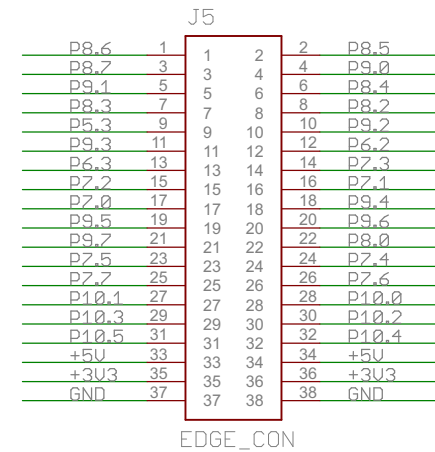 J5
P8.6 1 1 2 2 P8.5
P8.7 3 3 4 4 P9.0
P9.1 5 5 6 6 P8.4
P8.3 7 7 8 8 P8.2
P5.3 9 9 10 10 P9.2
P9.3 11 11 12 12 P6.2
P6.3 13 13 14 14 P7.3
P7.2 15 15 16 16 P7.1
P7.0 17 17 18 18 P9.4
P9.5 19 19 20 20 P9.6
P9.7 21 21 22 22 P8.0
P7.5 23 23 24 24 P7.4
P7.7 25 25 26 26 P7.6
P10.1 27 27 28 28 P10.0
P10.3 29 29 30 30 P10.2
P10.5 31 31 32 32 P10.4
+5V 33 33 34 34 +5V
+3V3 35 35 36 36 +3V3
GND 37 37 38 38 GND
EDGE_CON